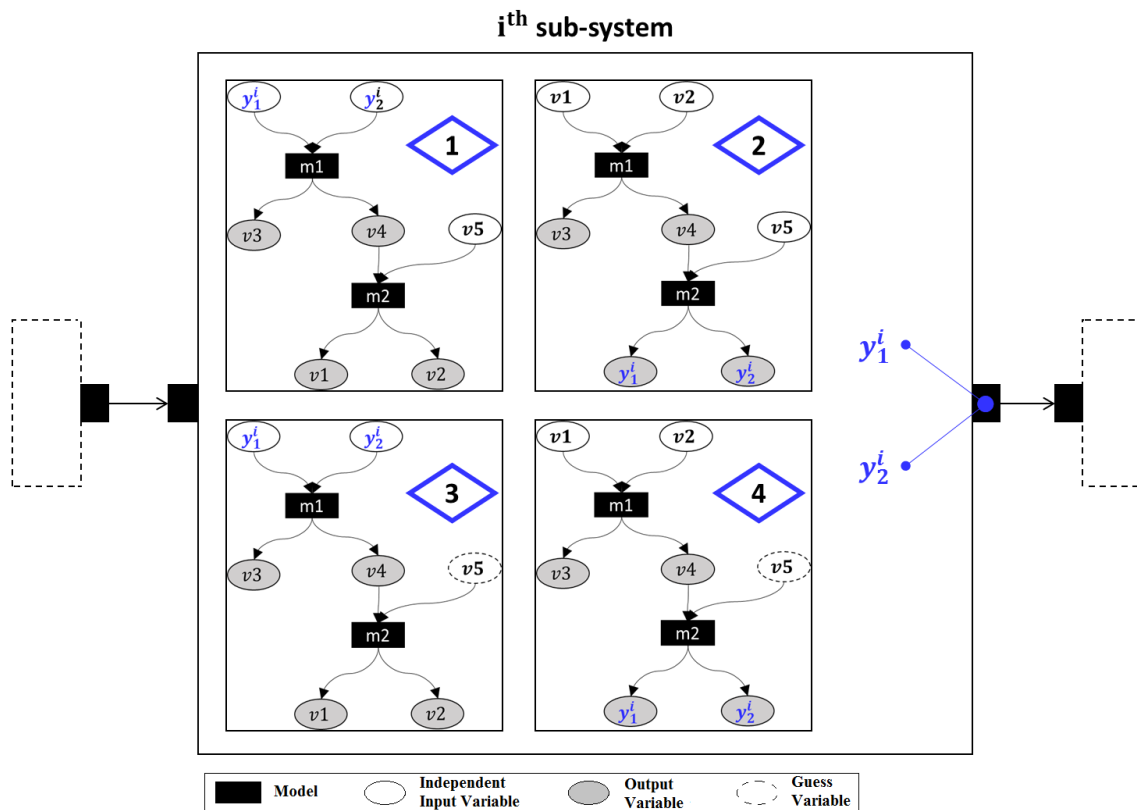 iᵗʰ sub-system
y₁ⁱ y₂ⁱ
1
m1
v3 v4 v5
m2
v1 v2
v1 v2
2
m1
v3 v4 v5
m2
y₁ⁱ y₂ⁱ
y₁ⁱ y₂ⁱ
3
m1
v3 v4 v5
m2
v1 v2
v1 v2
4
m1
v3 v4 v5
m2
y₁ⁱ y₂ⁱ
y₁ⁱ
y₂ⁱ
Model
Independent
Input Variable
Output
Variable
Guess
Variable